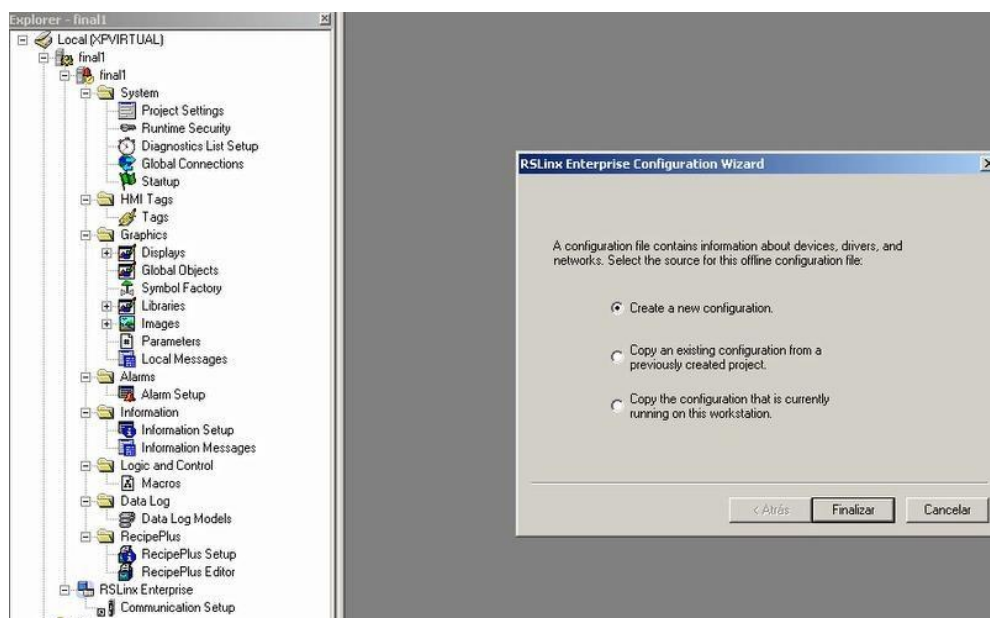 Explorer - final1
Local (XPVIRTUAL)
final1
final1
System
Project Settings
Runtime Security
Diagnostics List Setup
Global Connections
Startup
HMI Tags
Tags
Graphics
Displays
Global Objects
Symbol Factory
Libraries
Images
Parameters
Local Messages
Alarms
Alarm Setup
Information
Information Setup
Information Messages
Logic and Control
Macros
Data Log
Data Log Models
RecipePlus
RecipePlus Setup
RecipePlus Editor
RSLinx Enterprise
Communication Setup
RSLinx Enterprise Configuration Wizard
A configuration file contains information about devices, drivers, and
networks. Select the source for this offline configuration file:
Create a new configuration.
Copy an existing configuration from a
previously created project.
Copy the configuration that is currently
running on this workstation.
< Atrás
Finalizar
Cancelar